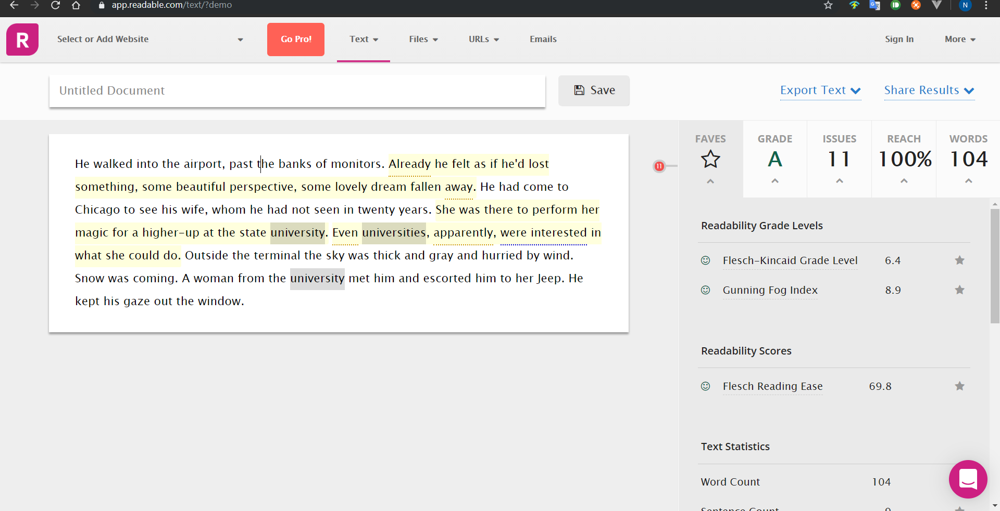 app.readable.com/text/?demo
N
R
Select or Add Website
Go Pro!
Text
Files
URLs
Emails
Sign In
More
Untitled Document
Save
Export Text
Share Results
He walked into the airport, past the banks of monitors. Already he felt as if he'd lost
something, some beautiful perspective, some lovely dream fallen away. He had come to
Chicago to see his wife, whom he had not seen in twenty years. She was there to perform her
magic for a higher-up at the state university. Even universities, apparently, were interested in
what she could do. Outside the terminal the sky was thick and gray and hurried by wind.
Snow was coming. A woman from the university met him and escorted him to her Jeep. He
kept his gaze out the window.
11
FAVES
GRADE
A
ISSUES
11
REACH
100%
WORDS
104
Readability Grade Levels
Flesch-Kincaid Grade Level 6.4
Gunning Fog Index 8.9
Readability Scores
Flesch Reading Ease 69.8
Text Statistics
Word Count 104
Sentence Count 9